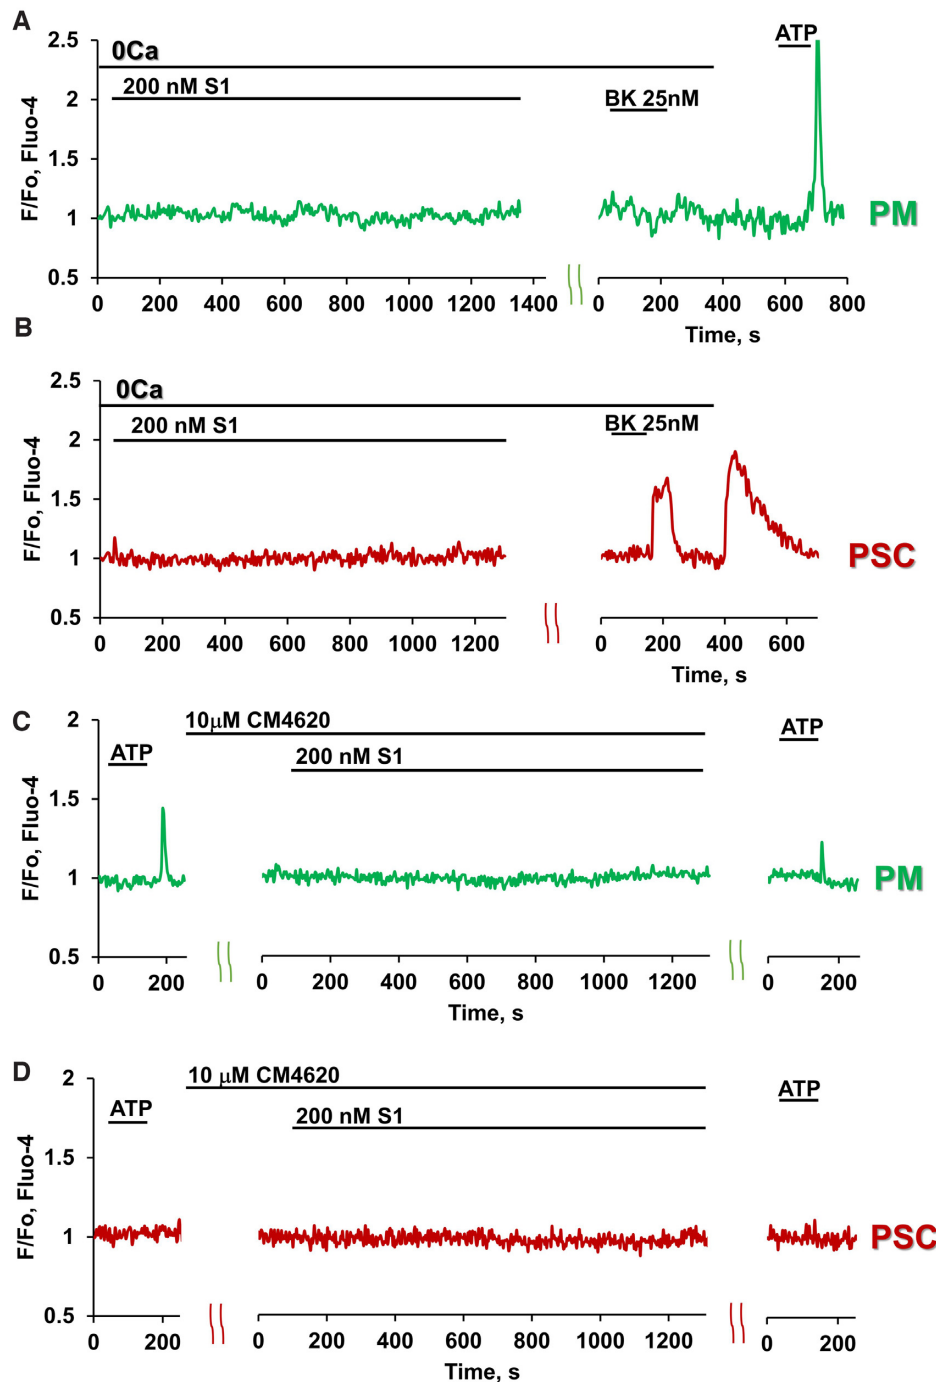 A
2.5
2
1.5
1
0.5
F/Fo, Fluo-4
0Ca
200 nM S1
BK 25nM
ATP
PM
0 200 400 600 800 1000 1200 1400
0 200 400 600 800
Time, s
B
2.5
2
1.5
1
0.5
F/Fo, Fluo-4
0Ca
200 nM S1
BK 25nM
PSC
0 200 400 600 800 1000 1200
0 200 400 600
Time, s
C
2
1.5
1
0.5
F/Fo, Fluo-4
10μM CM4620
ATP
200 nM S1
ATP
PM
0 200
0 200 400 600 800 1000 1200
0 200
Time, s
D
2
1.5
1
0.5
F/Fo, Fluo-4
10 μM CM4620
ATP
200 nM S1
ATP
PSC
0 200
0 200 400 600 800 1000 1200
0 200
Time, s